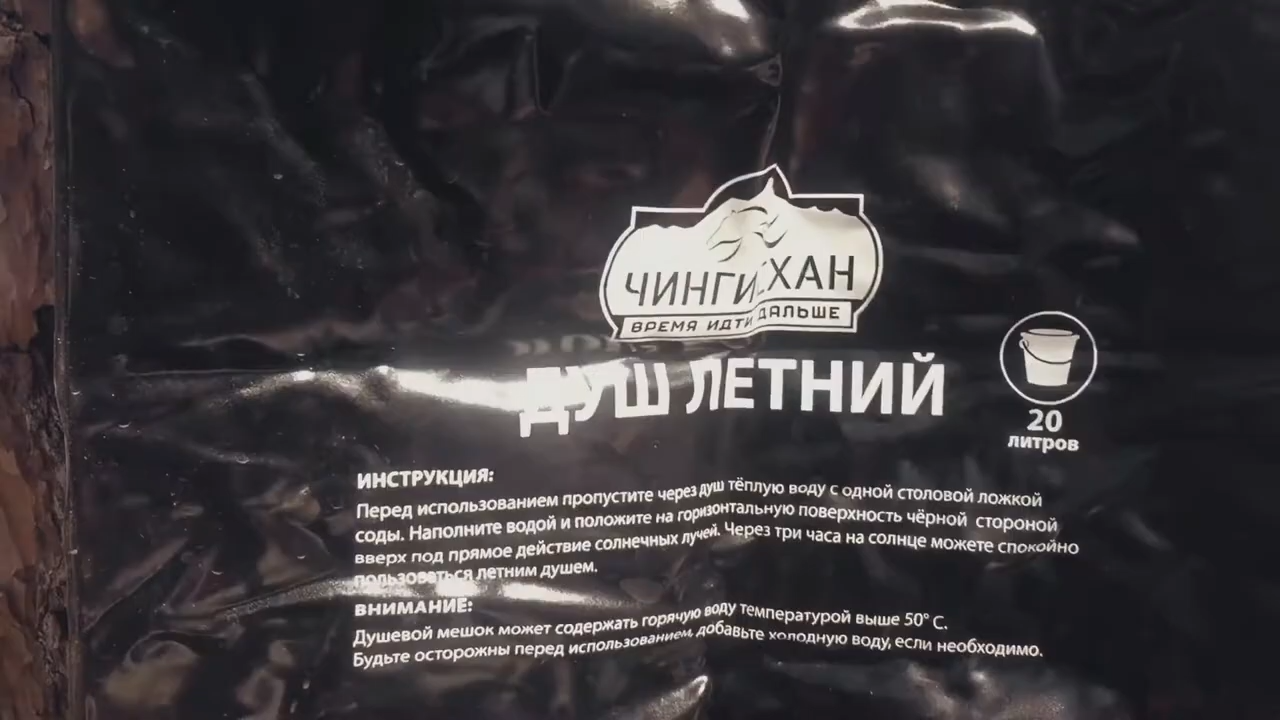 ЧИНГИСХАН
ВРЕМЯ ИДТИ ДАЛЬШЕ
ДУШ ЛЕТНИЙ
20
литров
ИНСТРУКЦИЯ:
Перед использованием пропустите через душ тёплую воду с одной столовой ложкой
соды. Наполните водой и положите на горизонтальную поверхность чёрной стороной
вверх под прямое действие солнечных лучей. Через три часа на солнце можете спокойно
пользоваться летним душем.
ВНИМАНИЕ:
Душевой мешок может содержать горячую воду температурой выше 50° С.
Будьте осторожны перед использованием, добавьте холодную воду, если необходимо.